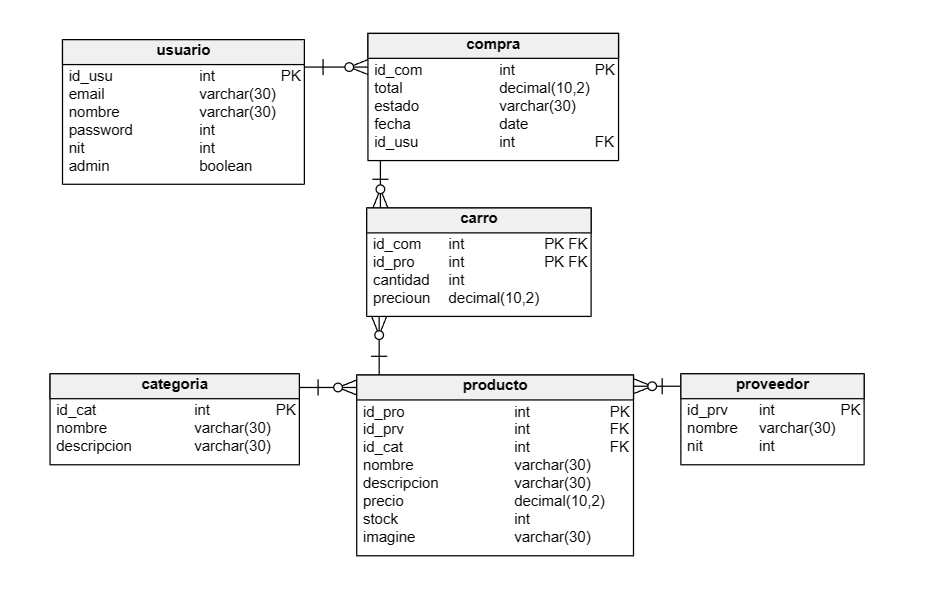 usuario
id_usu int PK
email varchar(30)
nombre varchar(30)
password int
nit int
admin boolean
compra
id_com int PK
total decimal(10,2)
estado varchar(30)
fecha date
id_usu int FK
carro
id_com int PK FK
id_pro int PK FK
cantidad int
precioun decimal(10,2)
categoria
id_cat int PK
nombre varchar(30)
descripcion varchar(30)
producto
id_pro int PK
id_prv int FK
id_cat int FK
nombre varchar(30)
descripcion varchar(30)
precio decimal(10,2)
stock int
imagine varchar(30)
proveedor
id_prv int PK
nombre varchar(30)
nit int